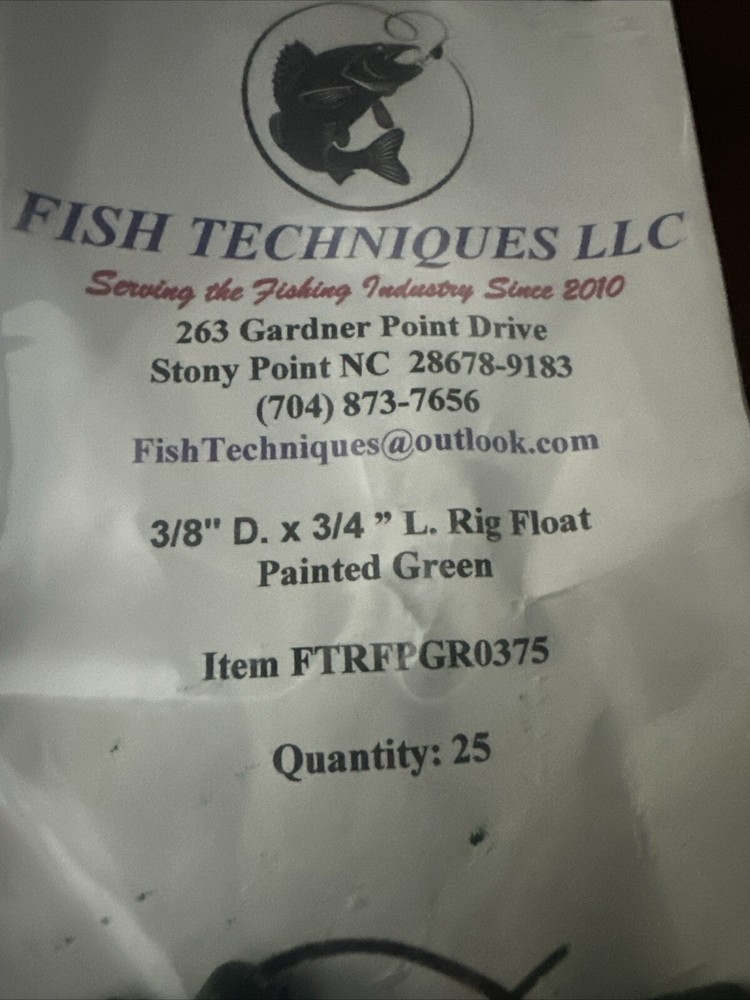 FISH TECHNIQUES LLC
Serving the Fishing Industry Since 2010
263 Gardner Point Drive
Stony Point NC  28678-9183
(704) 873-7656
FishTechniques@outlook.com
3/8" D. x 3/4 ” L. Rig Float
Painted Green
Item FTRFPGR0375
Quantity: 25